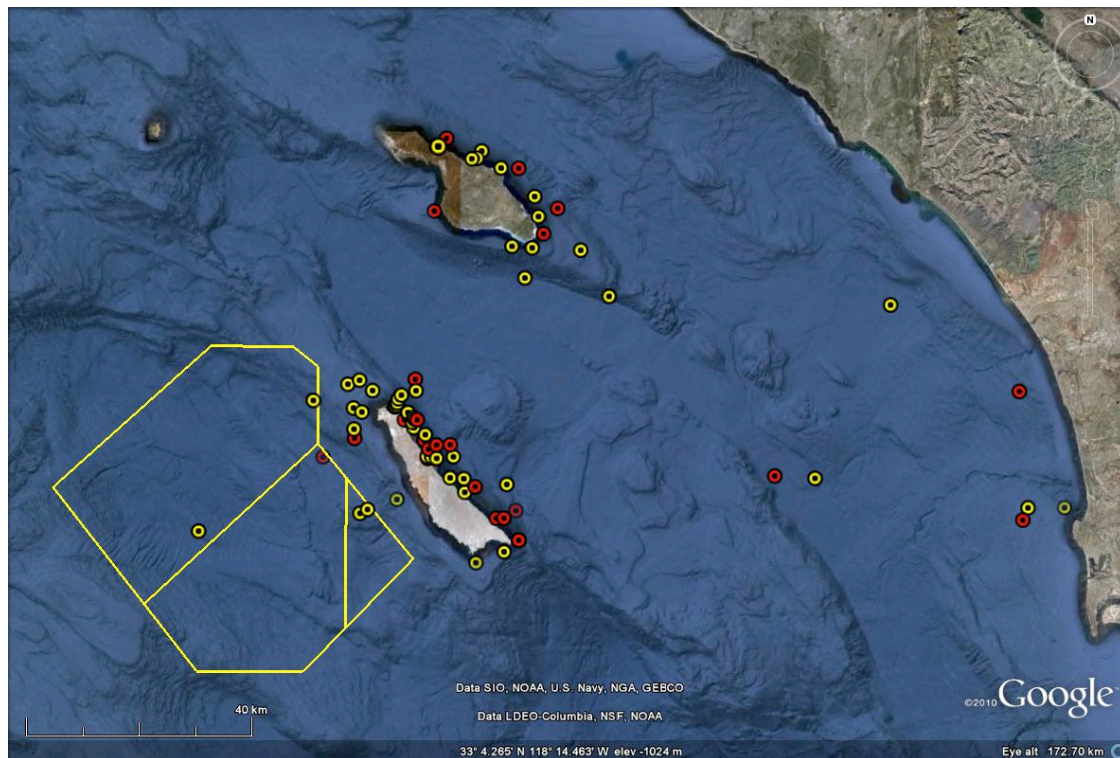 N
40 km
Data SIO, NOAA, U.S. Navy, NGA, GEBCO
©2010 Google
Data LDEO-Columbia, NSF, NOAA
33° 4.265' N 118° 14.463' W elev -1024 m
Eye alt 172.70 km